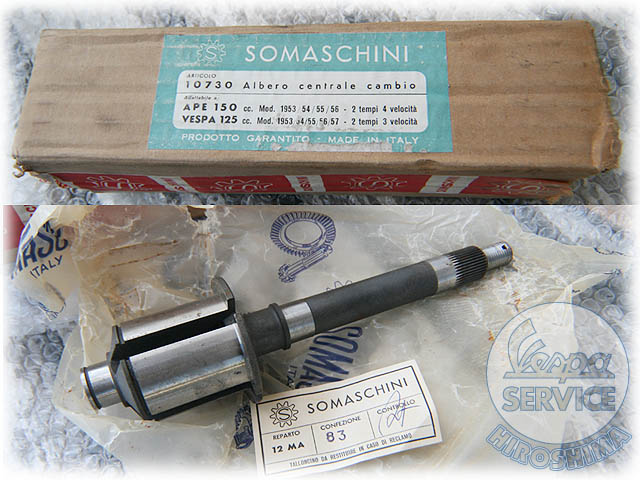 SOMASCHINI
ARTICOLO
10730 Albero centrale cambio
Adattabile a:
APE 150 cc. Mod. 1953/54/55/56 - 2 tempi 4 velocità
VESPA 125 cc. Mod. 1953/54/55/56/57 - 2 tempi 3 velocità
PRODOTTO GARANTITO - MADE IN ITALY
ITALY
SOMASCHINI
SOMASCHINI
REPARTO
12 MA
CONFEZIONE
83
CONTROLLO
TALLONCINO DA RESTITUIRE IN CASO DI RECLAMO
Vespa
SERVICE
HIROSHIMA